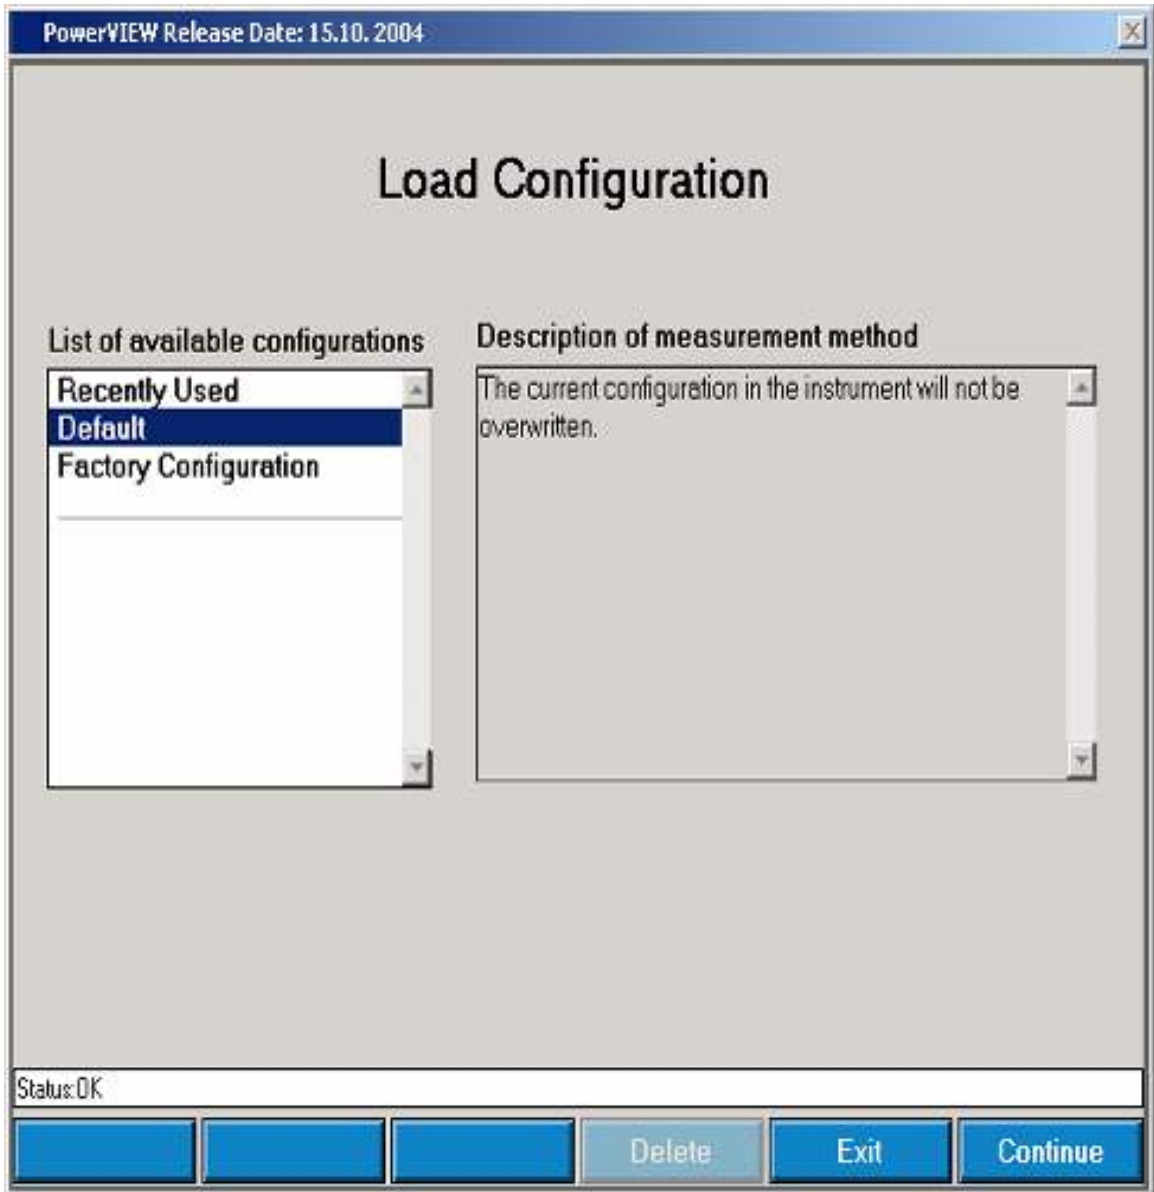 PowerVIEW Release Date: 15.10. 2004
Load Configuration
List of available configurations
Recently Used
Default
Factory Configuration
Description of measurement method
The current configuration in the instrument will not be
overwritten.
Status:OK
Delete
Exit
Continue